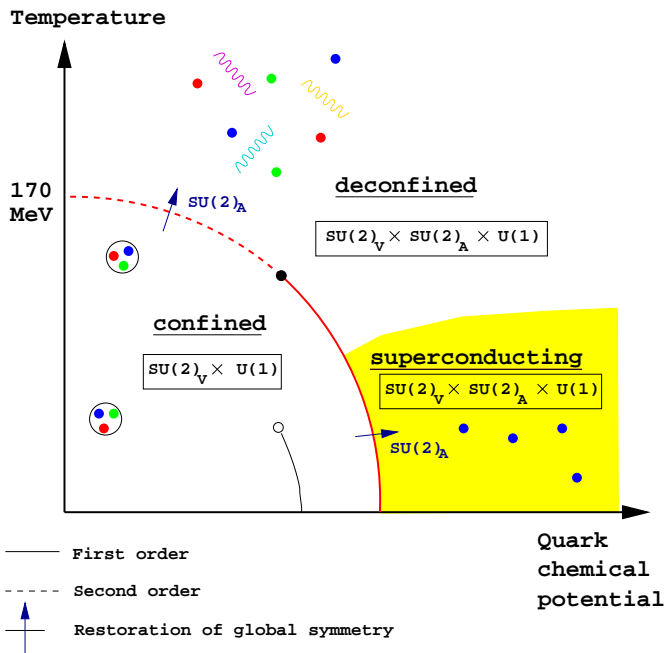 Temperature
170
MeV
SU(2)A
deconfined
SU(2)V × SU(2)A × U(1)
confined
SU(2)V × U(1)
superconducting
SU(2)V × SU(2)A × U(1)
SU(2)A
Quark
chemical
potential
First order
Second order
Restoration of global symmetry